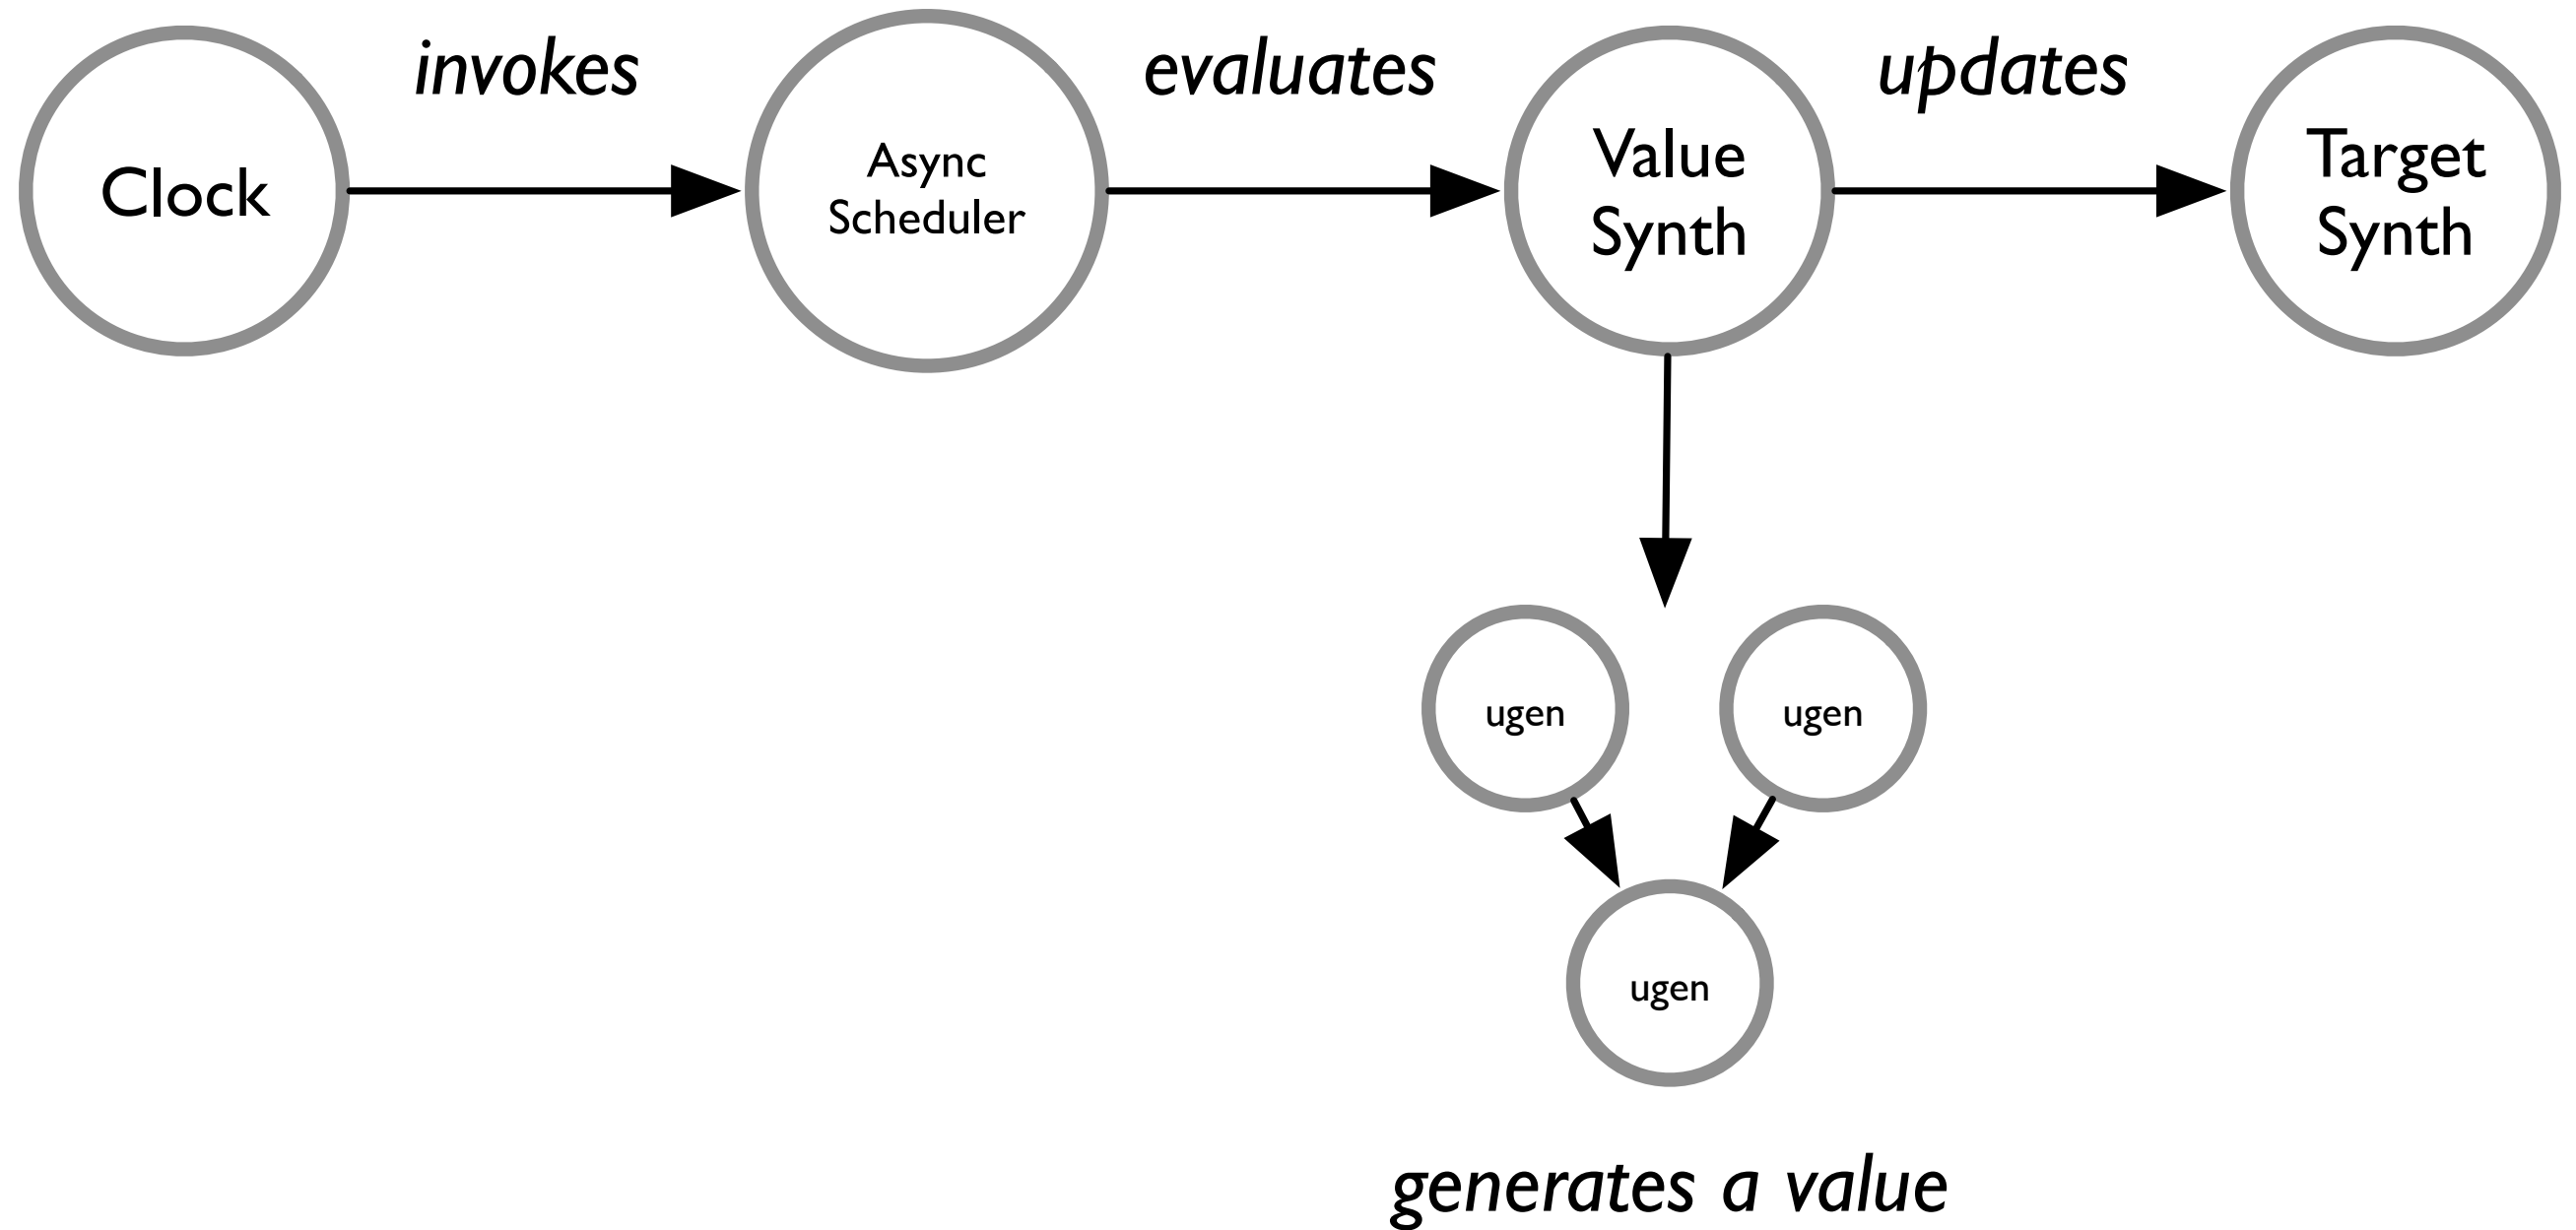 invokes
evaluates
updates
Clock
Async
Scheduler
Value
Synth
Target
Synth
ugen
ugen
ugen
generates a value